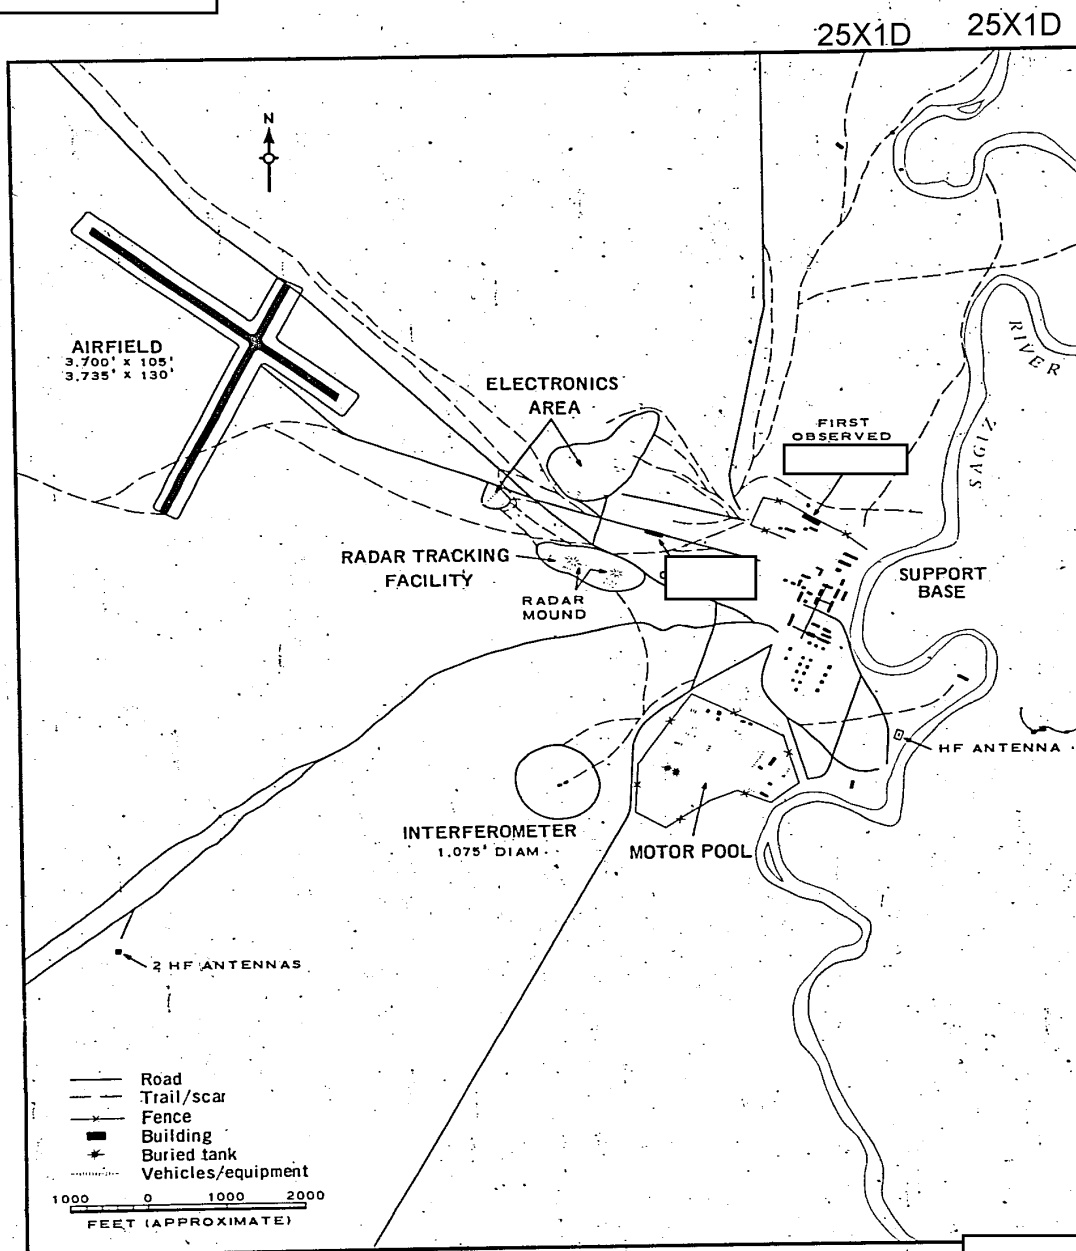 25X1D 25X1D
N
RIVER
SAGIZ
AIRFIELD
3,700' X 105'
3,735' X 130'
ELECTRONICS
AREA
FIRST
OBSERVED
RADAR TRACKING
FACILITY
RADAR
MOUND
SUPPORT
BASE
HF ANTENNA
INTERFEROMETER
1,075' DIAM
MOTOR POOL
2 HF ANTENNAS
Road
Trail/scar
Fence
Building
Buried tank
Vehicles/equipment
1000 0 1000 2000
FEET (APPROXIMATE)